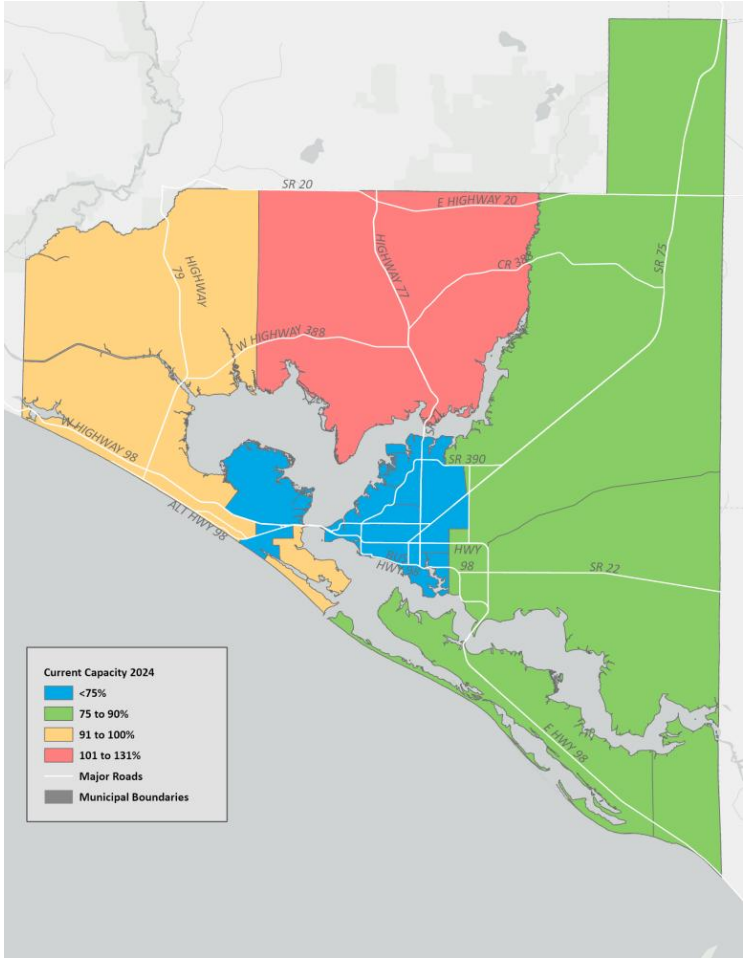 SR 20
E HIGHWAY 20
HIGHWAY
79
HIGHWAY 77
SR 75
W HIGHWAY 388
W HIGHWAY 98
SR 390
ALT HWY 98
HWY
98
SR 22
E HWY 98
Current Capacity 2024
<75%
75 to 90%
91 to 100%
101 to 131%
Major Roads
Municipal Boundaries